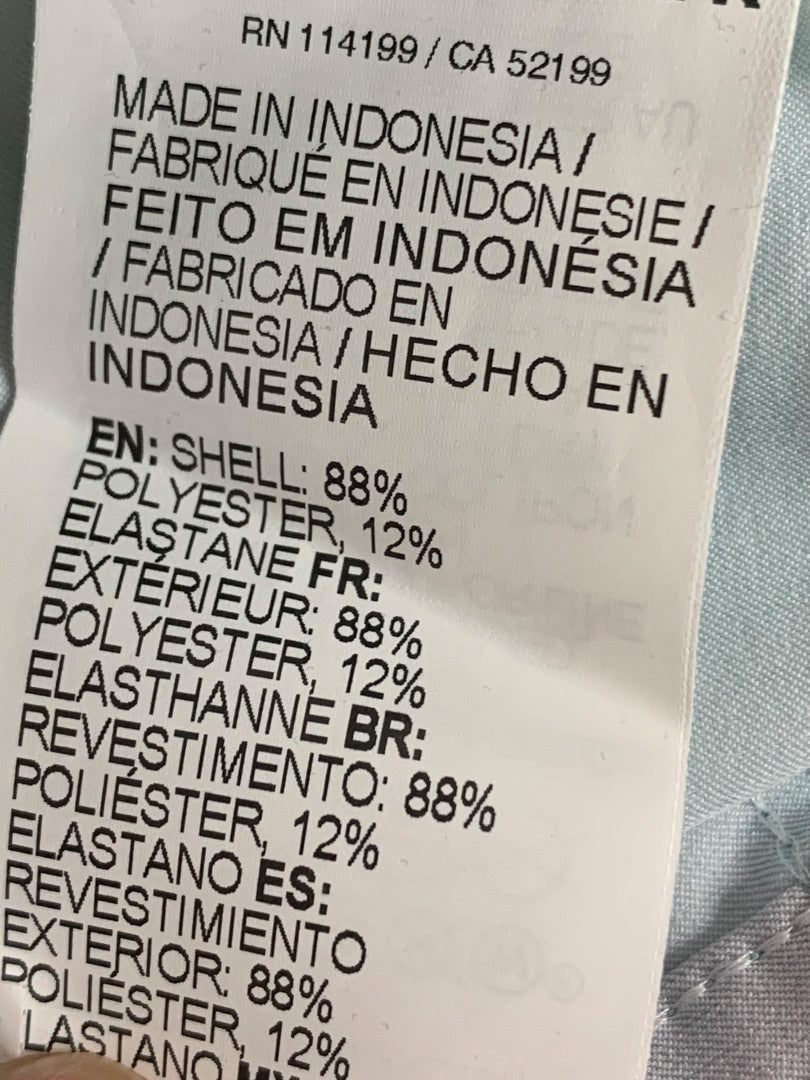 RN 114199 / CA 52199
MADE IN INDONESIA /
FABRIQUÉ EN INDONESIE /
FEITO EM INDONÉSIA
/ FABRICADO EN
INDONESIA / HECHO EN
INDONESIA
EN: SHELL: 88%
POLYESTER, 12%
ELASTANE FR:
EXTÉRIEUR: 88%
POLYESTER, 12%
ELASTHANNE BR:
REVESTIMENTO: 88%
POLIÉSTER, 12%
ELASTANO ES:
REVESTIMIENTO
EXTERIOR: 88%
POLIÉSTER, 12%
LASTANO